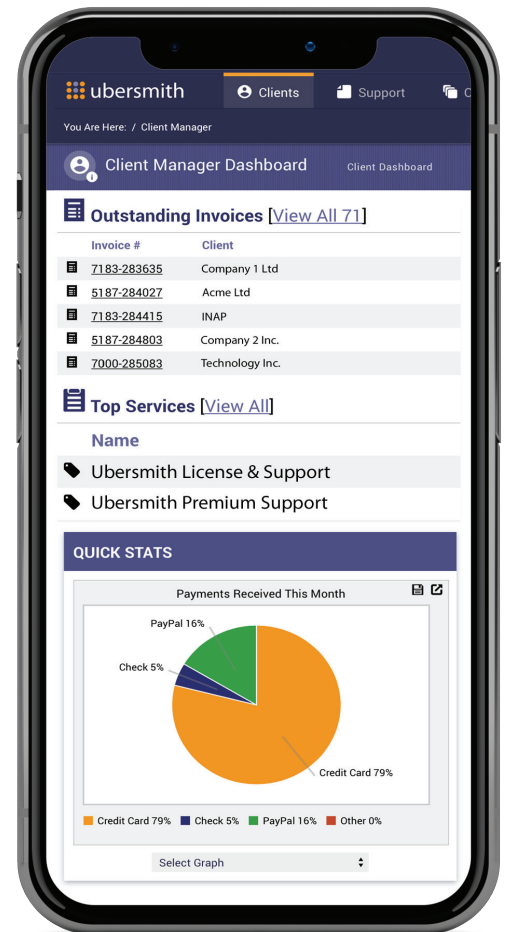 ubersmith
Clients
Support
You Are Here: / Client Manager
Client Manager Dashboard
Client Dashboard
Outstanding Invoices [View All 71]
Invoice # Client
7183-283635 Company 1 Ltd
5187-284027 Acme Ltd
7183-284415 INAP
5187-284803 Company 2 Inc.
7000-285083 Technology Inc.
Top Services [View All]
Name
Ubersmith License & Support
Ubersmith Premium Support
QUICK STATS
Payments Received This Month
PayPal 16%
Check 5%
Credit Card 79%
Credit Card 79% Check 5% PayPal 16% Other 0%
Select Graph